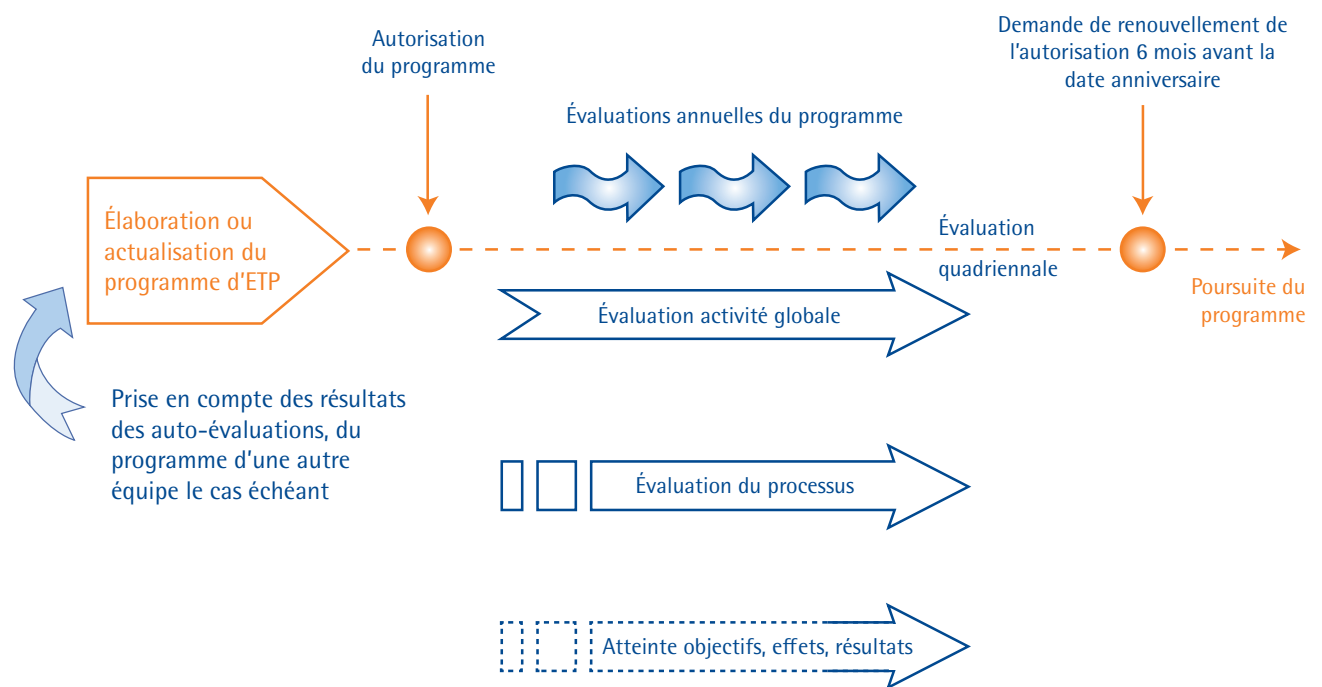 Autorisation
du programme
Demande de renouvellement de
l'autorisation 6 mois avant la
date anniversaire
Évaluations annuelles du programme
Élaboration ou
actualisation du
programme d'ETP
Évaluation
quadriennale
Poursuite du
programme
Évaluation activité globale
Prise en compte des résultats
des auto-évaluations, du
programme d'une autre
équipe le cas échéant
Évaluation du processus
Atteinte objectifs, effets, résultats